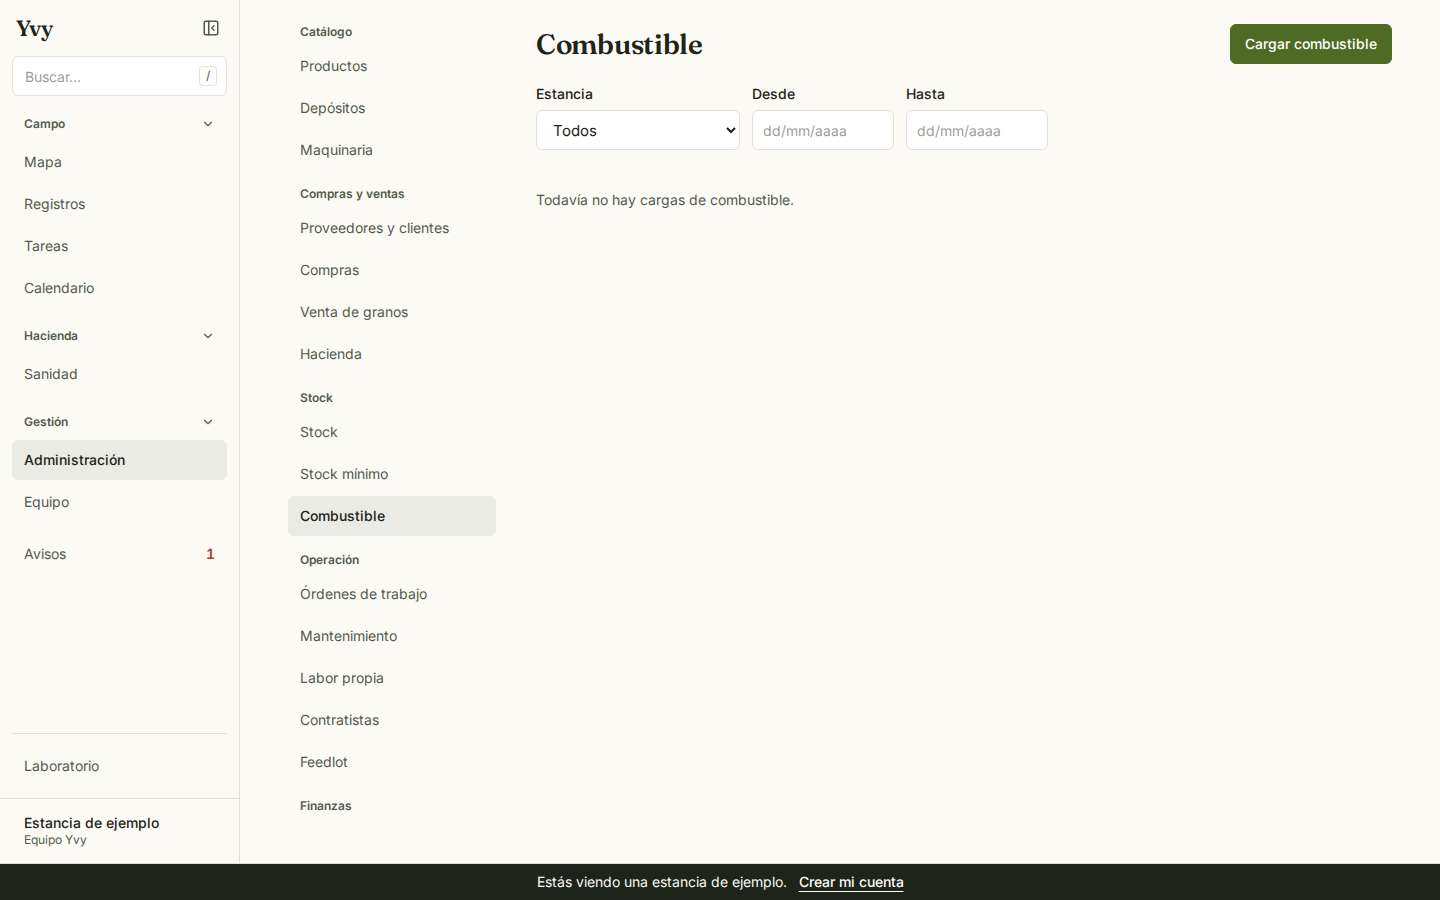 Yvy
Buscar...
/
Campo
Mapa
Registros
Tareas
Calendario
Hacienda
Sanidad
Gestión
Administración
Equipo
Avisos 1
Laboratorio
Estancia de ejemplo
Equipo Yvy
Catálogo
Productos
Depósitos
Maquinaria
Compras y ventas
Proveedores y clientes
Compras
Venta de granos
Hacienda
Stock
Stock
Stock mínimo
Combustible
Operación
Órdenes de trabajo
Mantenimiento
Labor propia
Contratistas
Feedlot
Finanzas
Combustible
Cargar combustible
Estancia Desde Hasta
Todos dd/mm/aaaa dd/mm/aaaa
Todavía no hay cargas de combustible.
Estás viendo una estancia de ejemplo. Crear mi cuenta